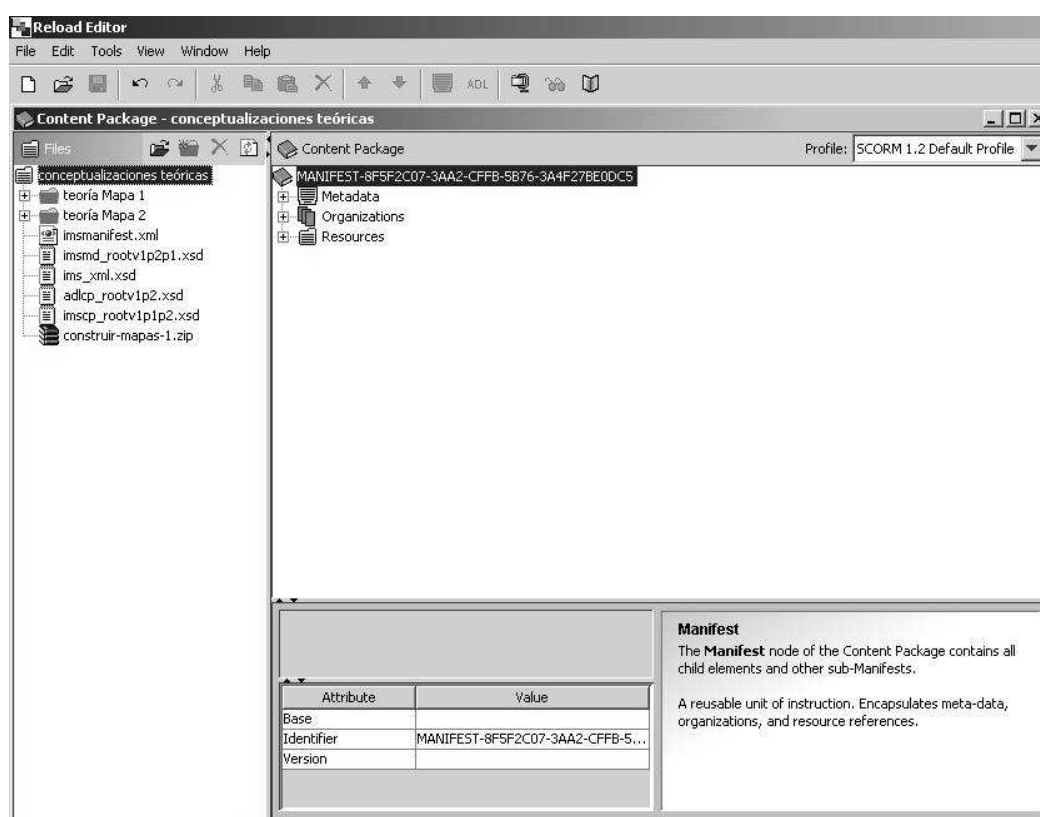 Reload Editor
File Edit Tools View Window Help
ADL
Content Package - conceptualizaciones teóricas
Files
Content Package
Profile: SCORM 1.2 Default Profile
conceptualizaciones teóricas
teoría Mapa 1
teoría Mapa 2
imsmanifest.xml
imsmd_rootv1p2p1.xsd
ims_xml.xsd
adlcp_rootv1p2.xsd
imscp_rootv1p1p2.xsd
construir-mapas-1.zip
MANIFEST-8F5F2C07-3AA2-CFFB-5B76-3A4F27BE0DC5
Metadata
Organizations
Resources
Attribute Value
Base
Identifier MANIFEST-8F5F2C07-3AA2-CFFB-5...
Version
Manifest
The Manifest node of the Content Package contains all
child elements and other sub-Manifests.
A reusable unit of instruction. Encapsulates meta-data,
organizations, and resource references.